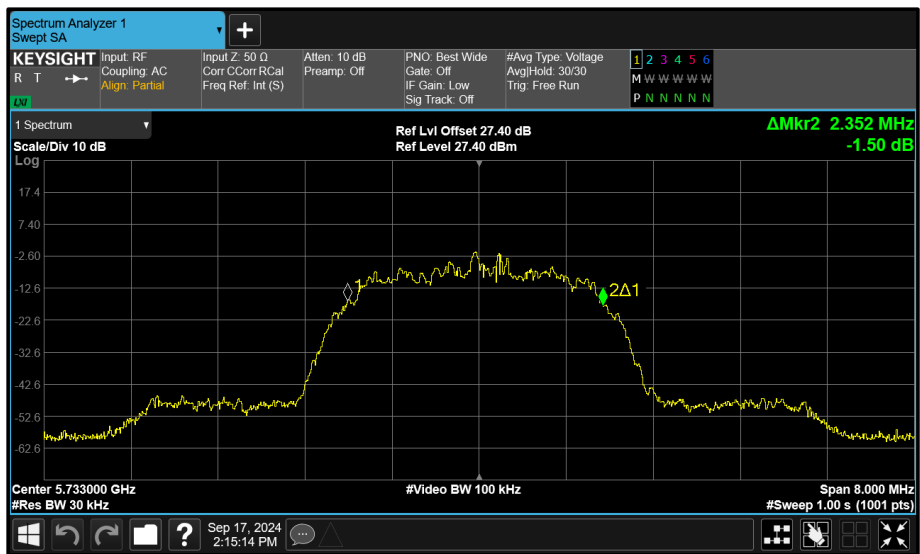 Spectrum Analyzer 1
Swept SA
KEYSIGHT
R T
LXI
Input: RF
Coupling: AC
Align: Partial
Input Z: 50 Ω
Corr CCorr RCal
Freq Ref: Int (S)
Atten: 10 dB
Preamp: Off
PNO: Best Wide
Gate: Off
IF Gain: Low
Sig Track: Off
#Avg Type: Voltage
Avg|Hold: 30/30
Trig: Free Run
1 2 3 4 5 6
M W W W W W
P N N N N N
1 Spectrum
Scale/Div 10 dB
Log
Ref Lvl Offset 27.40 dB
Ref Level 27.40 dBm
ΔMkr2 2.352 MHz
-1.50 dB
17.4
7.40
-2.60
-12.6
-22.6
-32.6
-42.6
-52.6
-62.6
1
2Δ1
Center 5.733000 GHz
#Res BW 30 kHz
#Video BW 100 kHz
Span 8.000 MHz
#Sweep 1.00 s (1001 pts)
?
Sep 17, 2024
2:15:14 PM